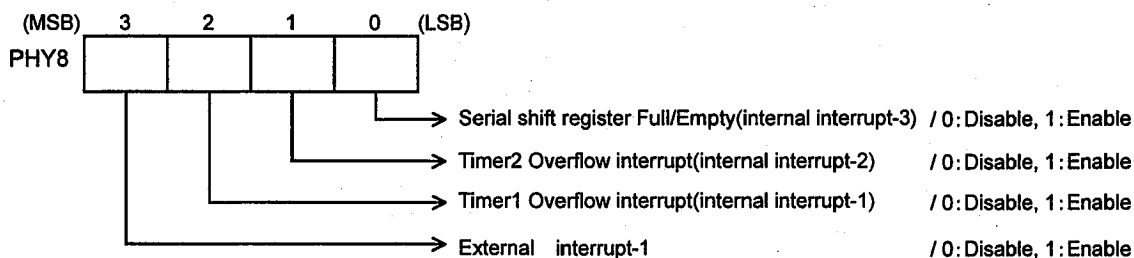 (MSB) 3 2 1 0 (LSB)
PHY8
Serial shift register Full/Empty(internal interrupt-3) / 0:Disable, 1:Enable
Timer2 Overflow interrupt(internal interrupt-2) / 0:Disable, 1:Enable
Timer1 Overflow interrupt(internal interrupt-1) / 0:Disable, 1:Enable
External interrupt-1 / 0:Disable, 1:Enable